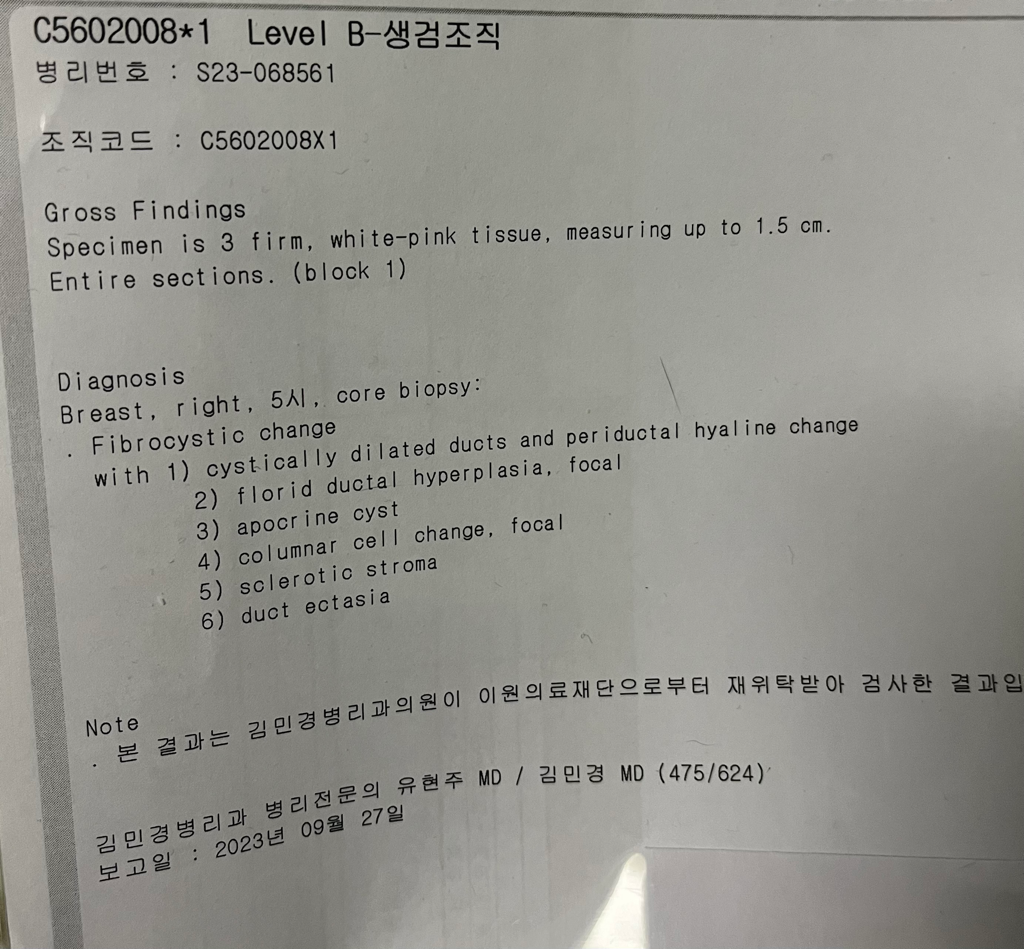 C5602008*1 Level B-생검조직
병리번호 : S23-068561
조직코드 : C5602008X1
Gross Findings
Specimen is 3 firm, white-pink tissue, measuring up to 1.5 cm.
Entire sections. (block 1)
Diagnosis
Breast, right, 5시, core biopsy:
. Fibrocystic change
with 1) cystically dilated ducts and periductal hyaline change
2) florid ductal hyperplasia, focal
3) apocrine cyst
4) columnar cell change, focal
5) sclerotic stroma
6) duct ectasia
Note
. 본 결과는 김민경병리과의원이 이원의료재단으로부터 재위탁받아 검사한 결과입
김민경병리과 병리전문의 유현주 MD / 김민경 MD (475/624)
보고일 : 2023년 09월 27일